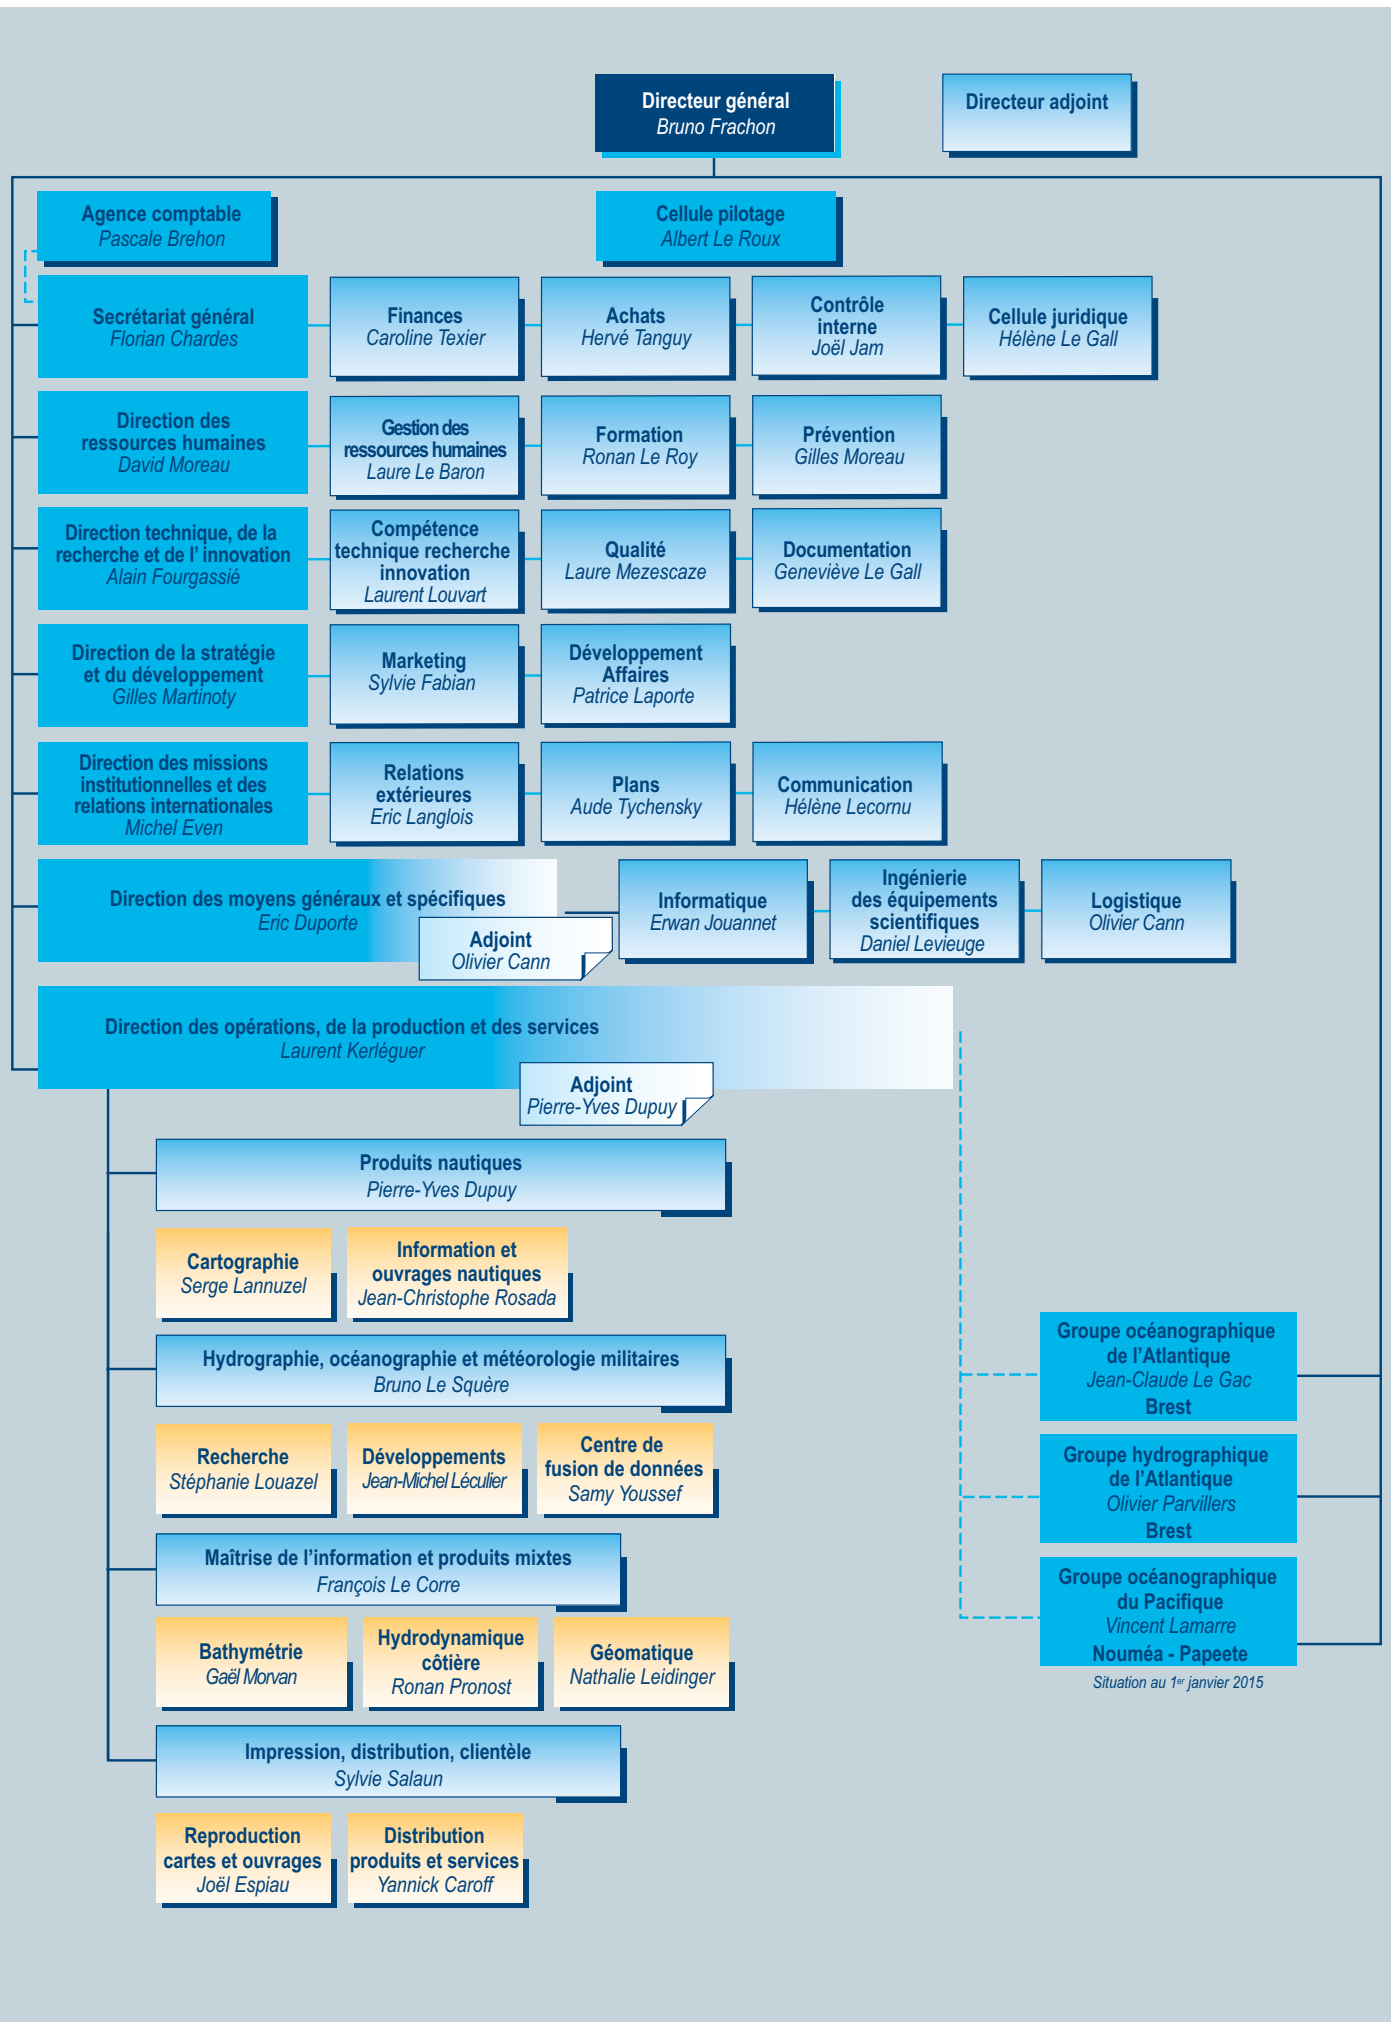 Directeur général
Bruno Frachon
Directeur adjoint
Agence comptable
Pascale Brehon
Cellule pilotage
Albert Le Roux
Secrétariat général
Florian Chardes
Finances
Caroline Texier
Achats
Hervé Tanguy
Contrôle
interne
Joël Jam
Cellule juridique
Hélène Le Gall
Direction des
ressources humaines
David Moreau
Gestion des
ressources humaines
Laure Le Baron
Formation
Ronan Le Roy
Prévention
Gilles Moreau
Direction technique, de la
recherche et de l' innovation
Alain Fourgassié
Compétence
technique recherche
innovation
Laurent Louvart
Qualité
Laure Mezescaze
Documentation
Geneviève Le Gall
Direction de la stratégie
et du développement
Gilles Martinoty
Marketing
Sylvie Fabian
Développement
Affaires
Patrice Laporte
Direction des missions
institutionnelles et des
relations internationales
Michel Even
Relations
extérieures
Eric Langlois
Plans
Aude Tychensky
Communication
Hélène Lecornu
Direction des moyens généraux et spécifiques
Eric Duporte
Adjoint
Olivier Cann
Informatique
Erwan Jouannet
Ingénierie
des équipements
scientifiques
Daniel Levieuge
Logistique
Olivier Cann
Direction des opérations, de la production et des services
Laurent Kerléguer
Adjoint
Pierre-Yves Dupuy
Produits nautiques
Pierre-Yves Dupuy
Cartographie
Serge Lannuzel
Information et
ouvrages nautiques
Jean-Christophe Rosada
Hydrographie, océanographie et météorologie militaires
Bruno Le Squère
Recherche
Stéphanie Louazel
Développements
Jean-Michel Léculier
Centre de
fusion de données
Samy Youssef
Maîtrise de l'information et produits mixtes
François Le Corre
Bathymétrie
Gaël Morvan
Hydrodynamique
côtière
Ronan Pronost
Géomatique
Nathalie Leidinger
Impression, distribution, clientèle
Sylvie Salaun
Reproduction
cartes et ouvrages
Joël Espiau
Distribution
produits et services
Yannick Caroff
Groupe océanographique
de l'Atlantique
Jean-Claude Le Gac
Brest
Groupe hydrographique
de l'Atlantique
Olivier Parvillers
Brest
Groupe océanographique
du Pacifique
Vincent Lamarre
Nouméa - Papeete
Situation au 1er janvier 2015